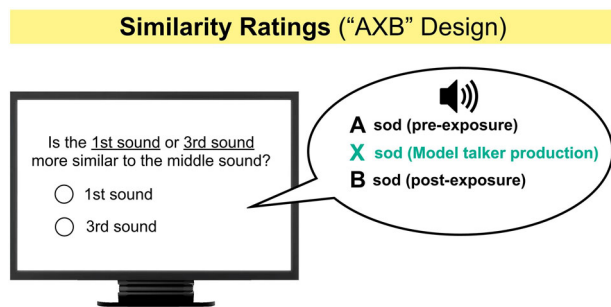 Similarity Ratings (“AXB” Design)
Is the 1st sound or 3rd sound
more similar to the middle sound?
1st sound
3rd sound
A sod (pre-exposure)
X sod (Model talker production)
B sod (post-exposure)